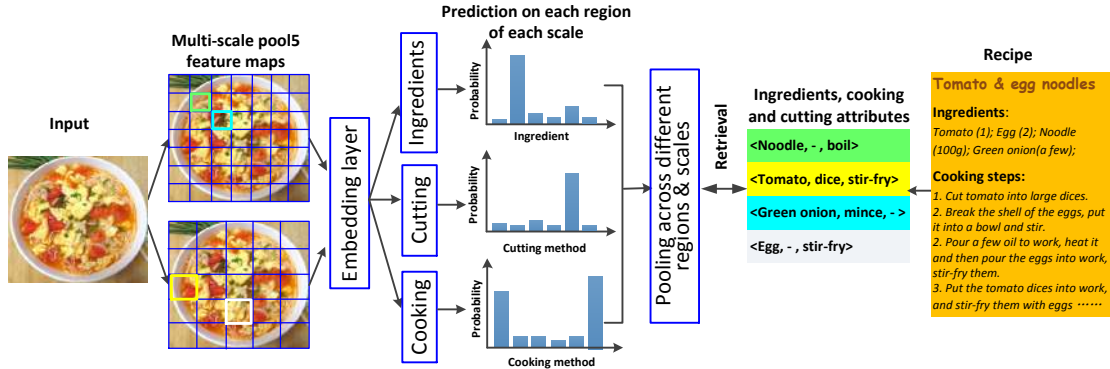 Input
Multi-scale pool5
feature maps
Embedding layer
Ingredients
Cutting
Cooking
Prediction on each region
of each scale
Probability
Ingredient
Probability
Cutting method
Probability
Cooking method
Pooling across different
regions & scales
Retrieval
Ingredients, cooking
and cutting attributes
<Noodle, - , boil>
<Tomato, dice, stir-fry>
<Green onion, mince, - >
<Egg, - , stir-fry>
Recipe
Tomato & egg noodles
Ingredients:
Tomato (1); Egg (2); Noodle
(100g); Green onion(a few);
Cooking steps:
1. Cut tomato into large dices.
2. Break the shell of the eggs, put
it into a bowl and stir.
2. Pour a few oil to work, heat it
and then pour the eggs into work,
stir-fry them.
3. Put the tomato dices into work,
and stir-fry them with eggs ⋯⋯